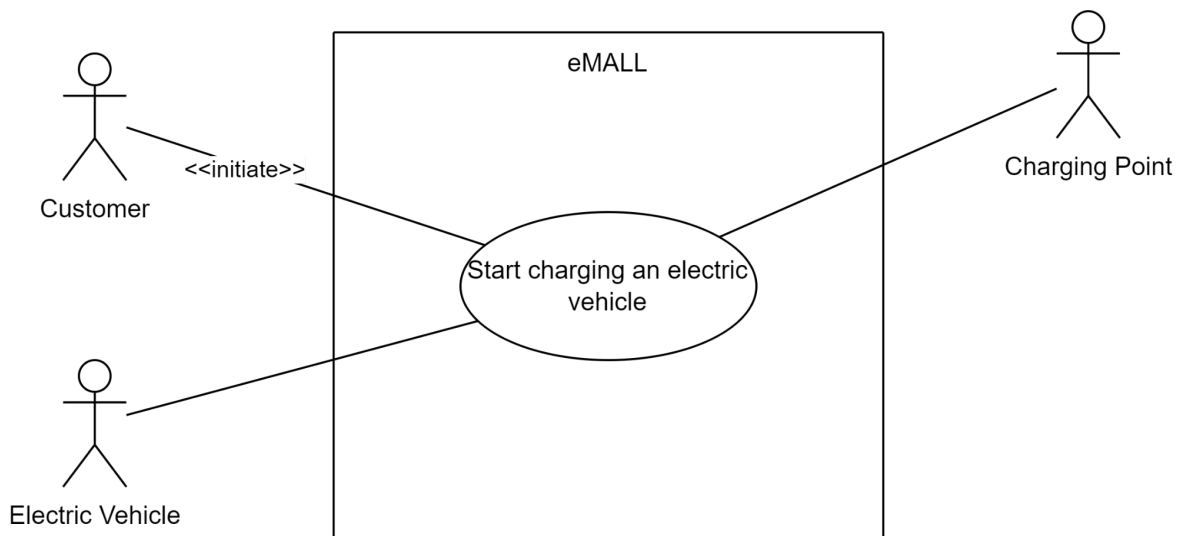 eMALL
<<initiate>>
Customer
Charging Point
Start charging an electric
vehicle
Electric Vehicle